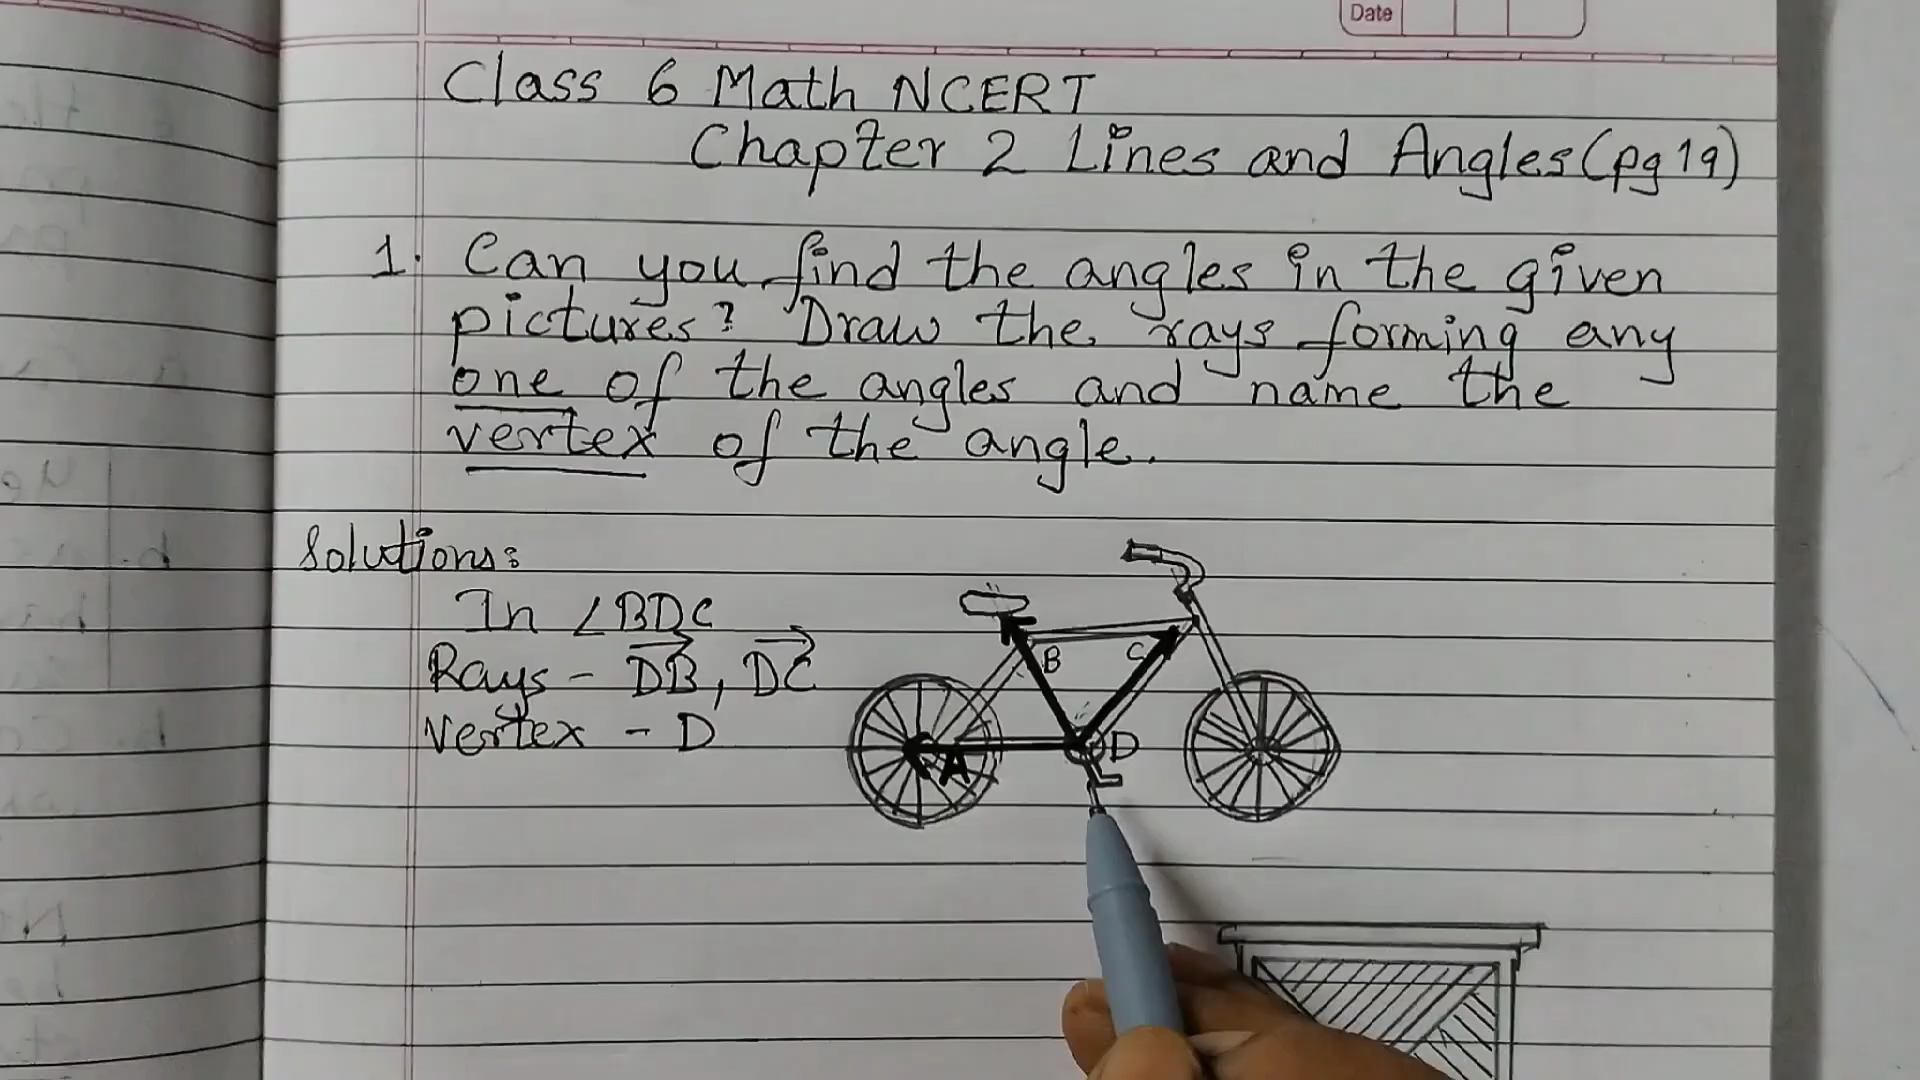 Date
Class 6 Math NCERT
Chapter 2 Lines and Angles (pg 19)
1. Can you find the angles in the given
pictures? Draw the rays forming any
one of the angles and name the
vertex of the angle.
Solutions:
In ∠BDC
Rays - DB→, DC→
Vertex - D
B
C
A
D